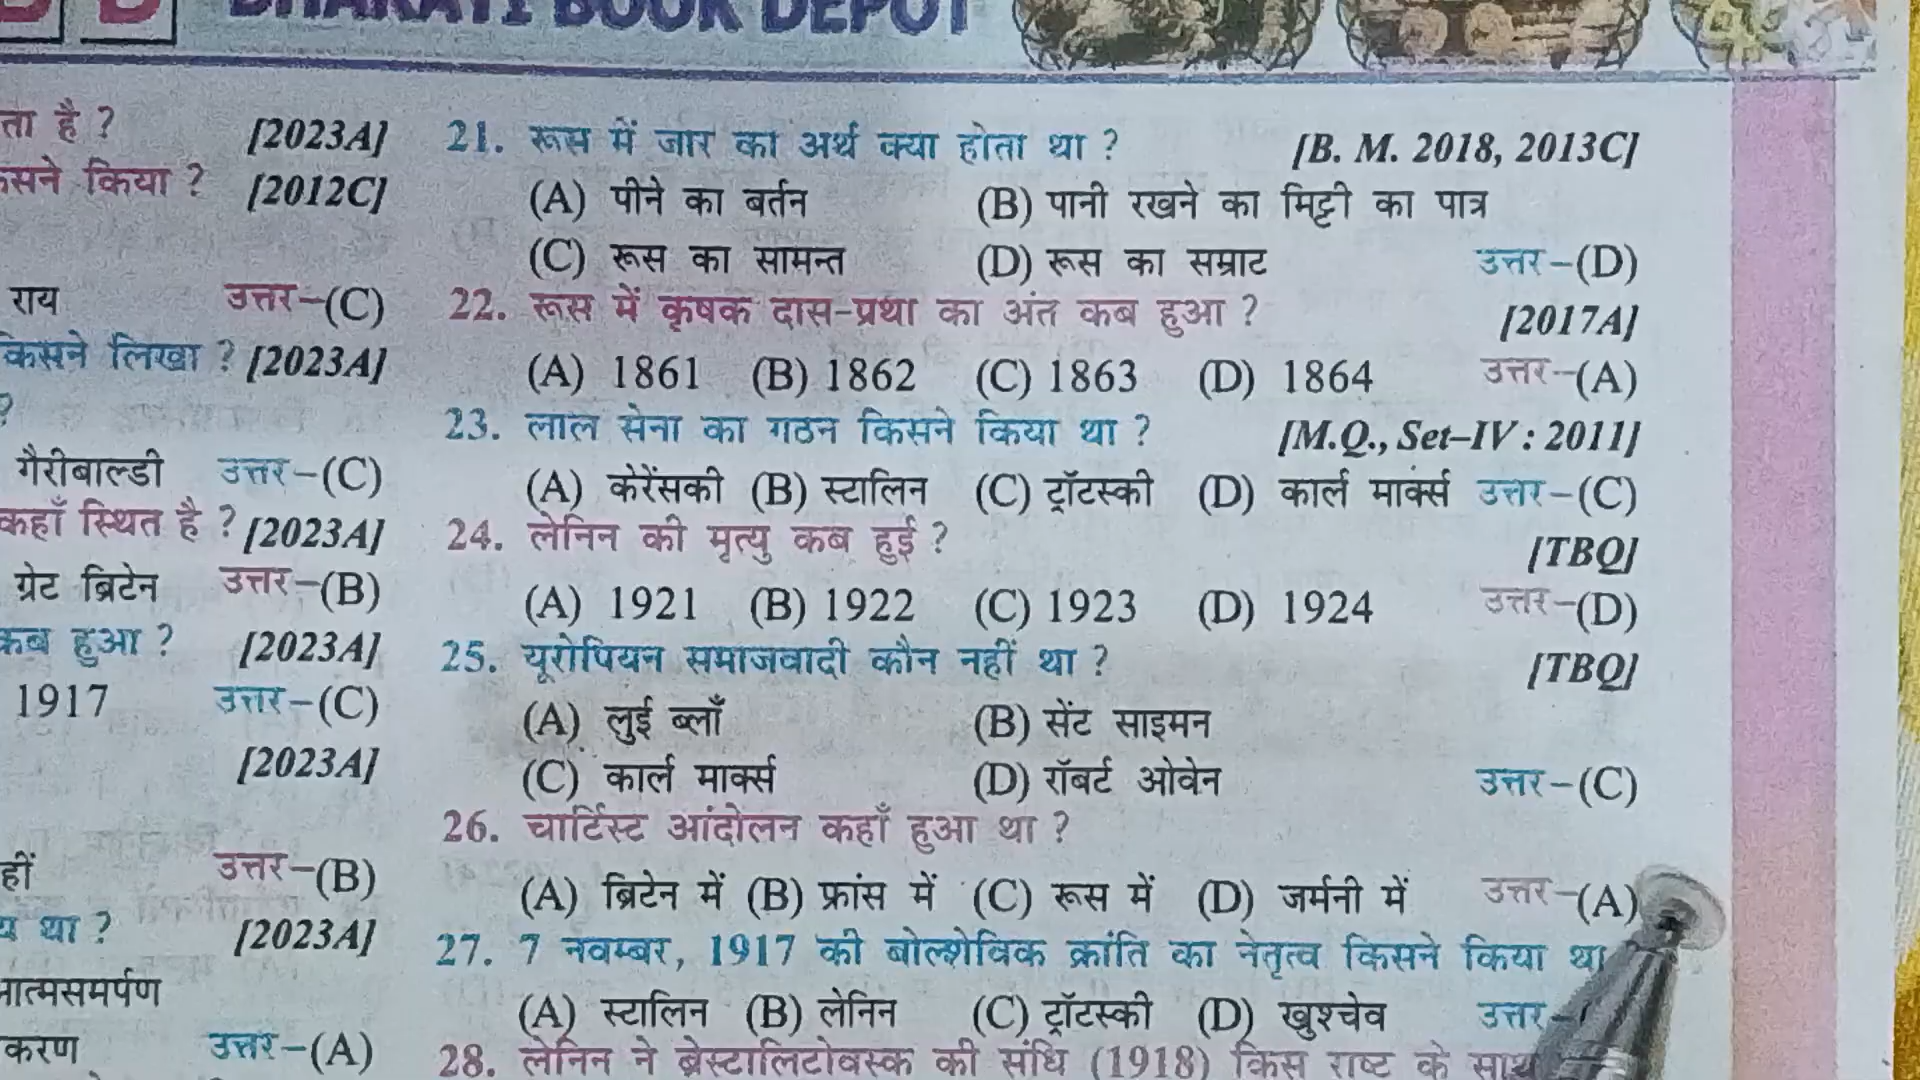 BHARATI BOOK DEPOT
ता है ?
[2023A]
किया ? [2012C]
राय उत्तर–(C)
किसने लिखा ? [2023A]
?
गैरीबाल्डी उत्तर–(C)
कहाँ स्थित है ? [2023A]
ग्रेट ब्रिटेन उत्तर–(B)
कब हुआ ? [2023A]
1917 उत्तर–(C)
[2023A]
हीं उत्तर–(B)
था ? [2023A]
आत्मसमर्पण
करण उत्तर–(A)
21. रूस में जार का अर्थ क्या होता था ? [B. M. 2018, 2013C]
(A) पीने का बर्तन (B) पानी रखने का मिट्टी का पात्र
(C) रूस का सामन्त (D) रूस का सम्राट उत्तर–(D)
22. रूस में कृषक दास-प्रथा का अंत कब हुआ ? [2017A]
(A) 1861 (B) 1862 (C) 1863 (D) 1864 उत्तर–(A)
23. लाल सेना का गठन किसने किया था ? [M.Q., Set–IV : 2011]
(A) केरेंसकी (B) स्टालिन (C) ट्रॉटस्की (D) कार्ल मार्क्स उत्तर–(C)
24. लेनिन की मृत्यु कब हुई ? [TBQ]
(A) 1921 (B) 1922 (C) 1923 (D) 1924 उत्तर–(D)
25. यूरोपियन समाजवादी कौन नहीं था ? [TBQ]
(A) लुई ब्लाँ (B) सेंट साइमन
(C) कार्ल मार्क्स (D) रॉबर्ट ओवेन उत्तर–(C)
26. चार्टिस्ट आंदोलन कहाँ हुआ था ?
(A) ब्रिटेन में (B) फ्रांस में (C) रूस में (D) जर्मनी में उत्तर–(A)
27. 7 नवम्बर, 1917 की बोल्शेविक क्रांति का नेतृत्व किसने किया था
(A) स्टालिन (B) लेनिन (C) ट्रॉटस्की (D) खुश्चेव उत्तर–
28. लेनिन ने ब्रेस्टालिटोवस्क की संधि (1918) किस राष्ट के साथ